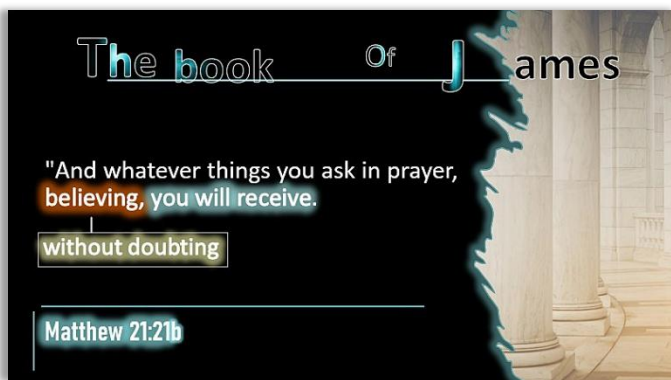 The book Of James
"And whatever things you ask in prayer,
believing, you will receive.
without doubting
Matthew 21:21b